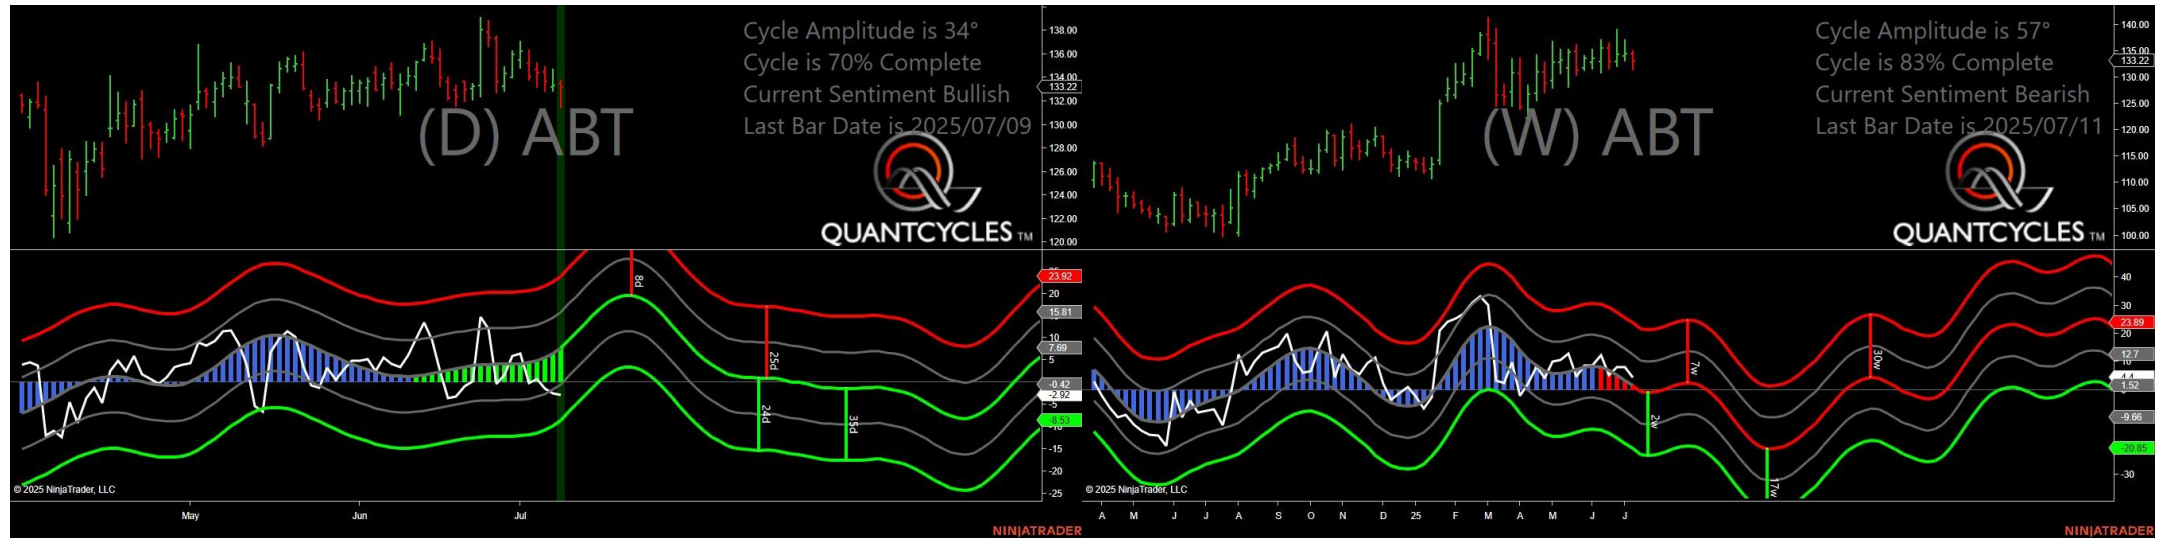 Cycle Amplitude is 34°
Cycle is 70% Complete
Current Sentiment Bullish
Last Bar Date is 2025/07/09
(D) ABT
QUANTCYCLES TM
138.00
136.00
134.00
133.22
132.00
130.00
128.00
126.00
124.00
122.00
120.00
23.92
20
15.81
10
7.69
5
-0.42
-2.92
-5
-8.53
-10
-15
-20
-25
8d
25d
24d
35d
© 2025 NinjaTrader, LLC
May Jun Jul
NINJATRADER
Cycle Amplitude is 57°
Cycle is 83% Complete
Current Sentiment Bearish
Last Bar Date is 2025/07/11
(W) ABT
QUANTCYCLES TM
140.00
135.00
133.22
130.00
125.00
120.00
115.00
110.00
105.00
100.00
40
30
23.89
20
12.7
4.4
1.52
-9.66
-20.85
-30
7w
30w
2w
17w
© 2025 NinjaTrader, LLC
A M J J A S O N D 25 F M A M J J
NINJATRADER